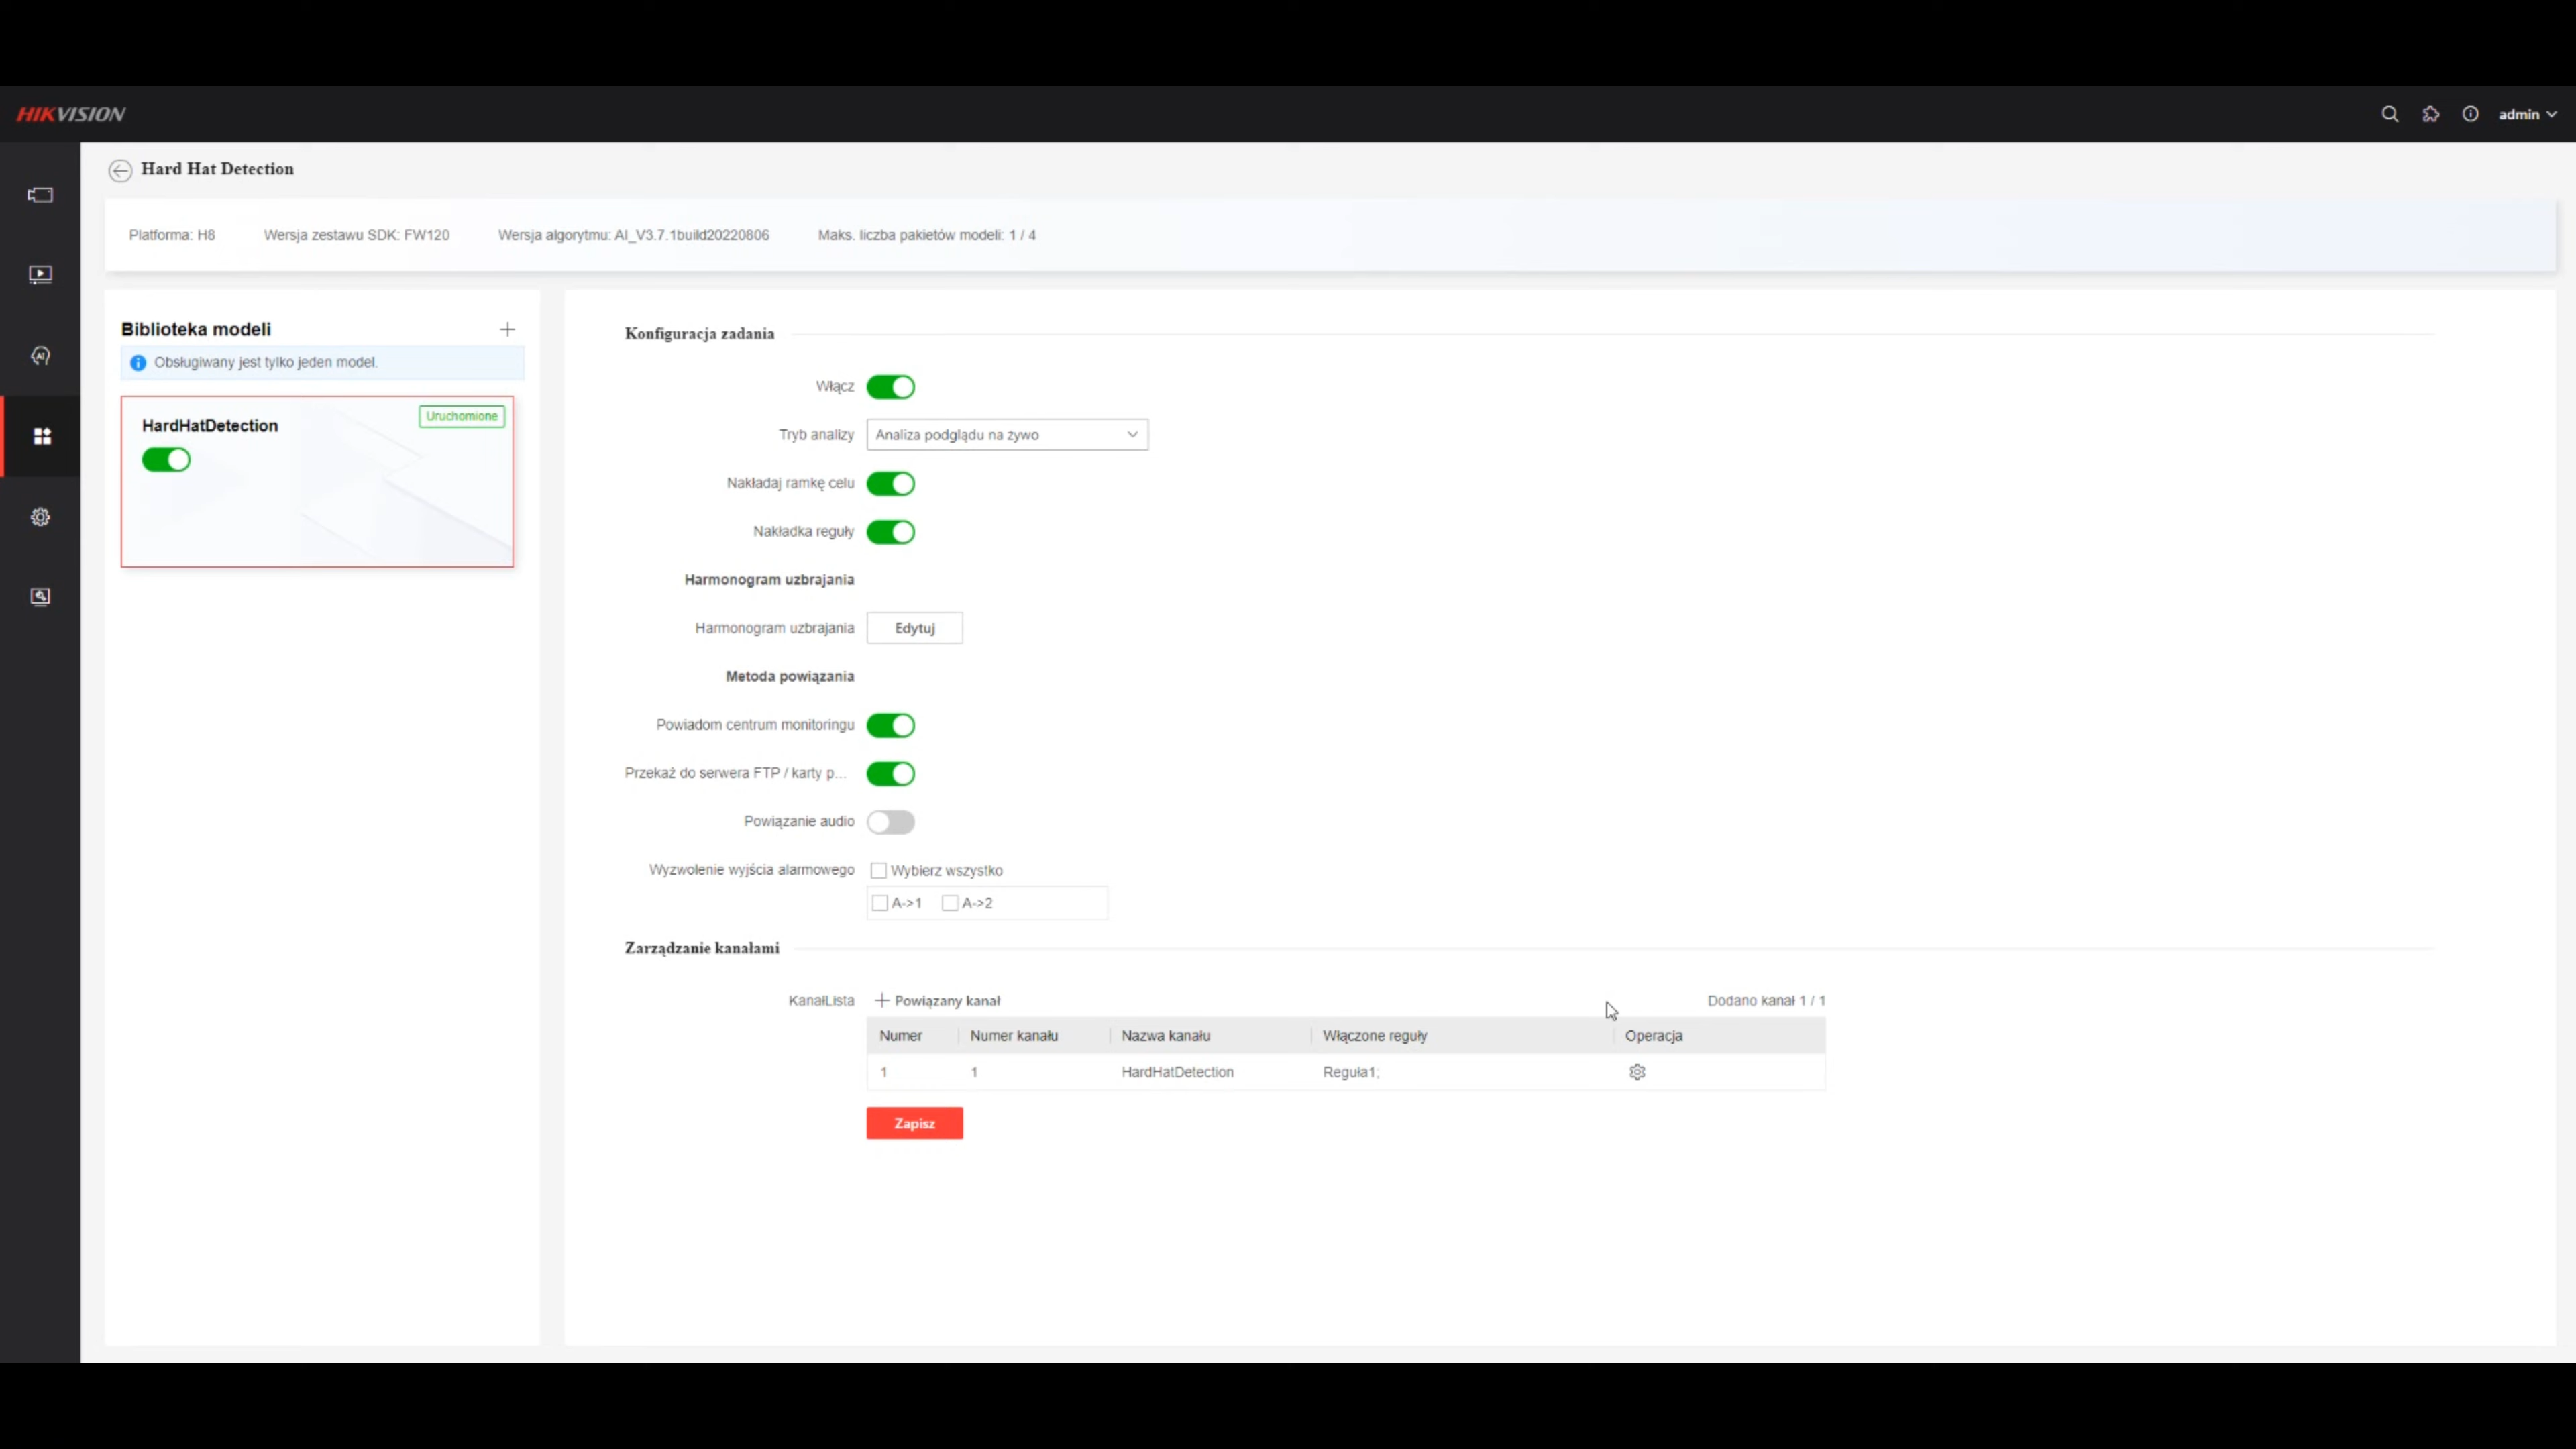 HIKVISION
admin
Hard Hat Detection
Platforma: H8 Wersja zestawu SDK: FW120 Wersja algorytmu: AI_V3.7.1build20220806 Maks. liczba pakietów modeli: 1 / 4
Biblioteka modeli
Obsługiwany jest tylko jeden model.
HardHatDetection
Uruchomione
Konfiguracja zadania
Włącz
Tryb analizy Analiza podglądu na żywo
Nakładaj ramkę celu
Nakładka reguły
Harmonogram uzbrajania
Harmonogram uzbrajania Edytuj
Metoda powiązania
Powiadom centrum monitoringu
Przekaż do serwera FTP / karty p...
Powiązanie audio
Wyzwolenie wyjścia alarmowego Wybierz wszystko
A->1 A->2
Zarządzanie kanałami
KanałLista Powiązany kanał Dodano kanał 1 / 1
Numer Numer kanału Nazwa kanału Włączone reguły Operacja
1 1 HardHatDetection Reguła1;
Zapisz